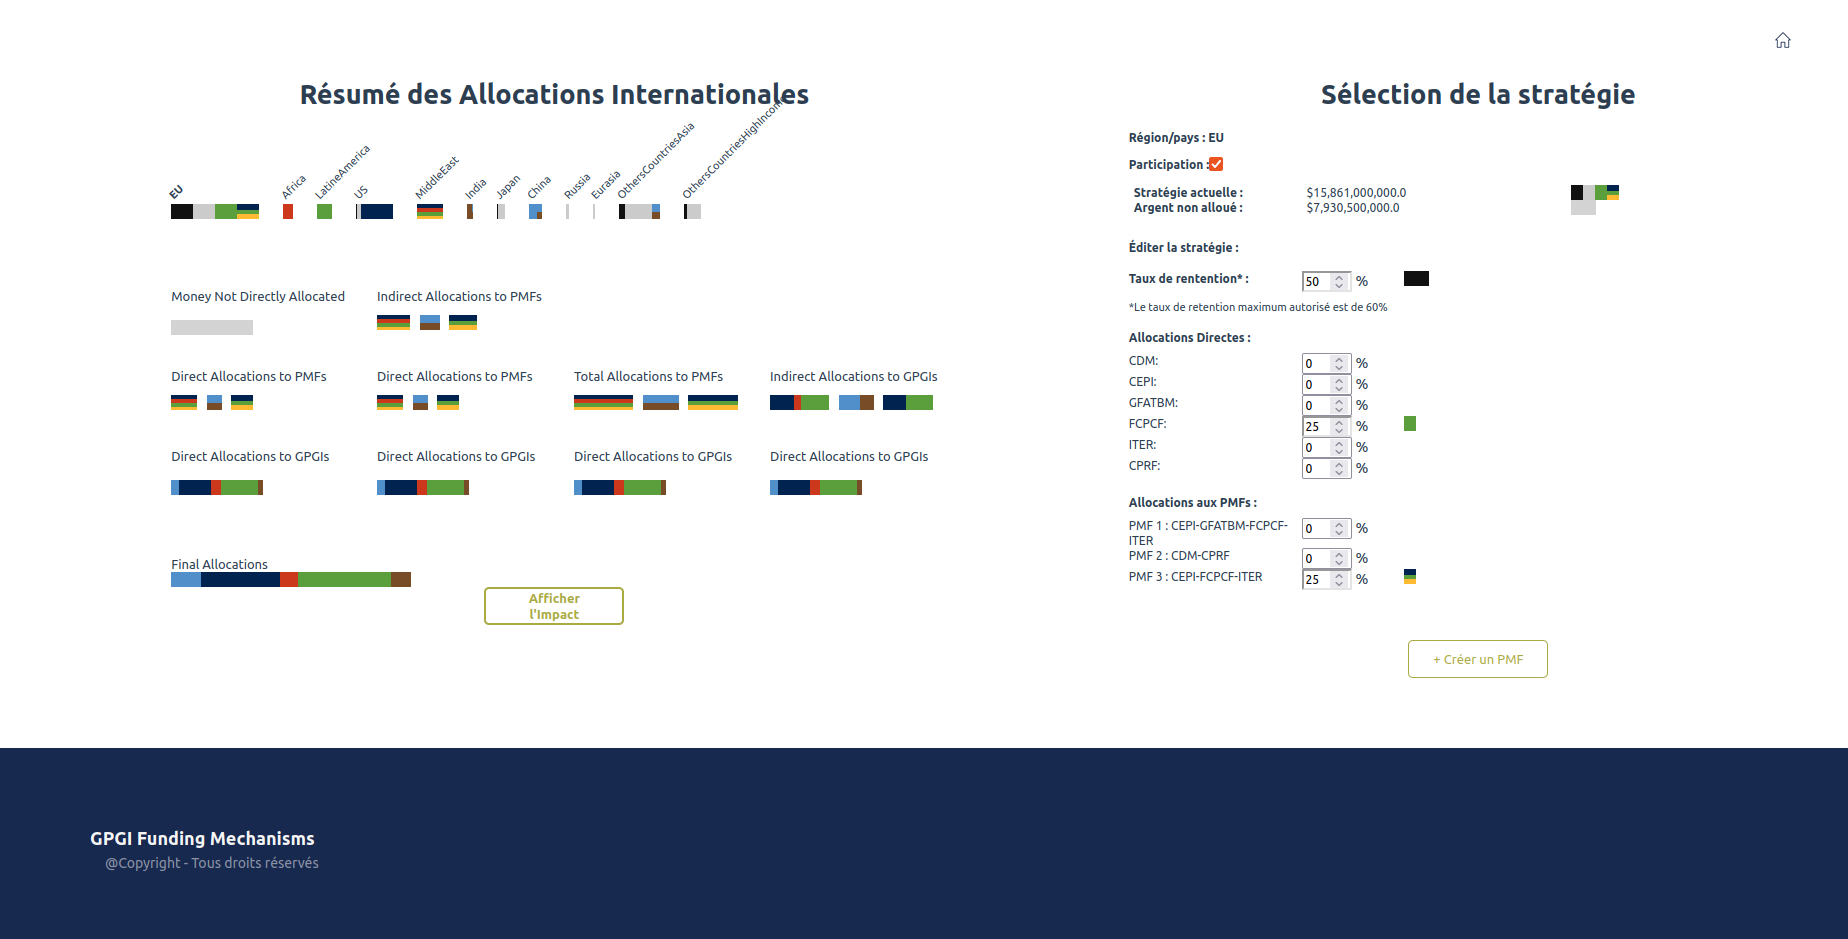 Résumé des Allocations Internationales
EU
Africa
LatineAmerica
US
MiddleEast
India
Japan
China
Russia
Eurasia
OthersCountriesAsia
OthersCountriesHighIncome
Money Not Directly Allocated
Indirect Allocations to PMFs
Direct Allocations to PMFs
Direct Allocations to PMFs
Total Allocations to PMFs
Indirect Allocations to GPGIs
Direct Allocations to GPGIs
Direct Allocations to GPGIs
Direct Allocations to GPGIs
Direct Allocations to GPGIs
Final Allocations
Afficher
l'Impact
Sélection de la stratégie
Région/pays : EU
Participation :
Stratégie actuelle : $15,861,000,000.0
Argent non alloué : $7,930,500,000.0
Éditer la stratégie :
Taux de rentention* : 50 %
*Le taux de retention maximum autorisé est de 60%
Allocations Directes :
CDM: 0 %
CEPI: 0 %
GFATBM: 0 %
FCPCF: 25 %
ITER: 0 %
CPRF: 0 %
Allocations aux PMFs :
PMF 1 : CEPI-GFATBM-FCPCF- 0 %
ITER
PMF 2 : CDM-CPRF 0 %
PMF 3 : CEPI-FCPCF-ITER 25 %
+ Créer un PMF
GPGI Funding Mechanisms
@Copyright - Tous droits réservés